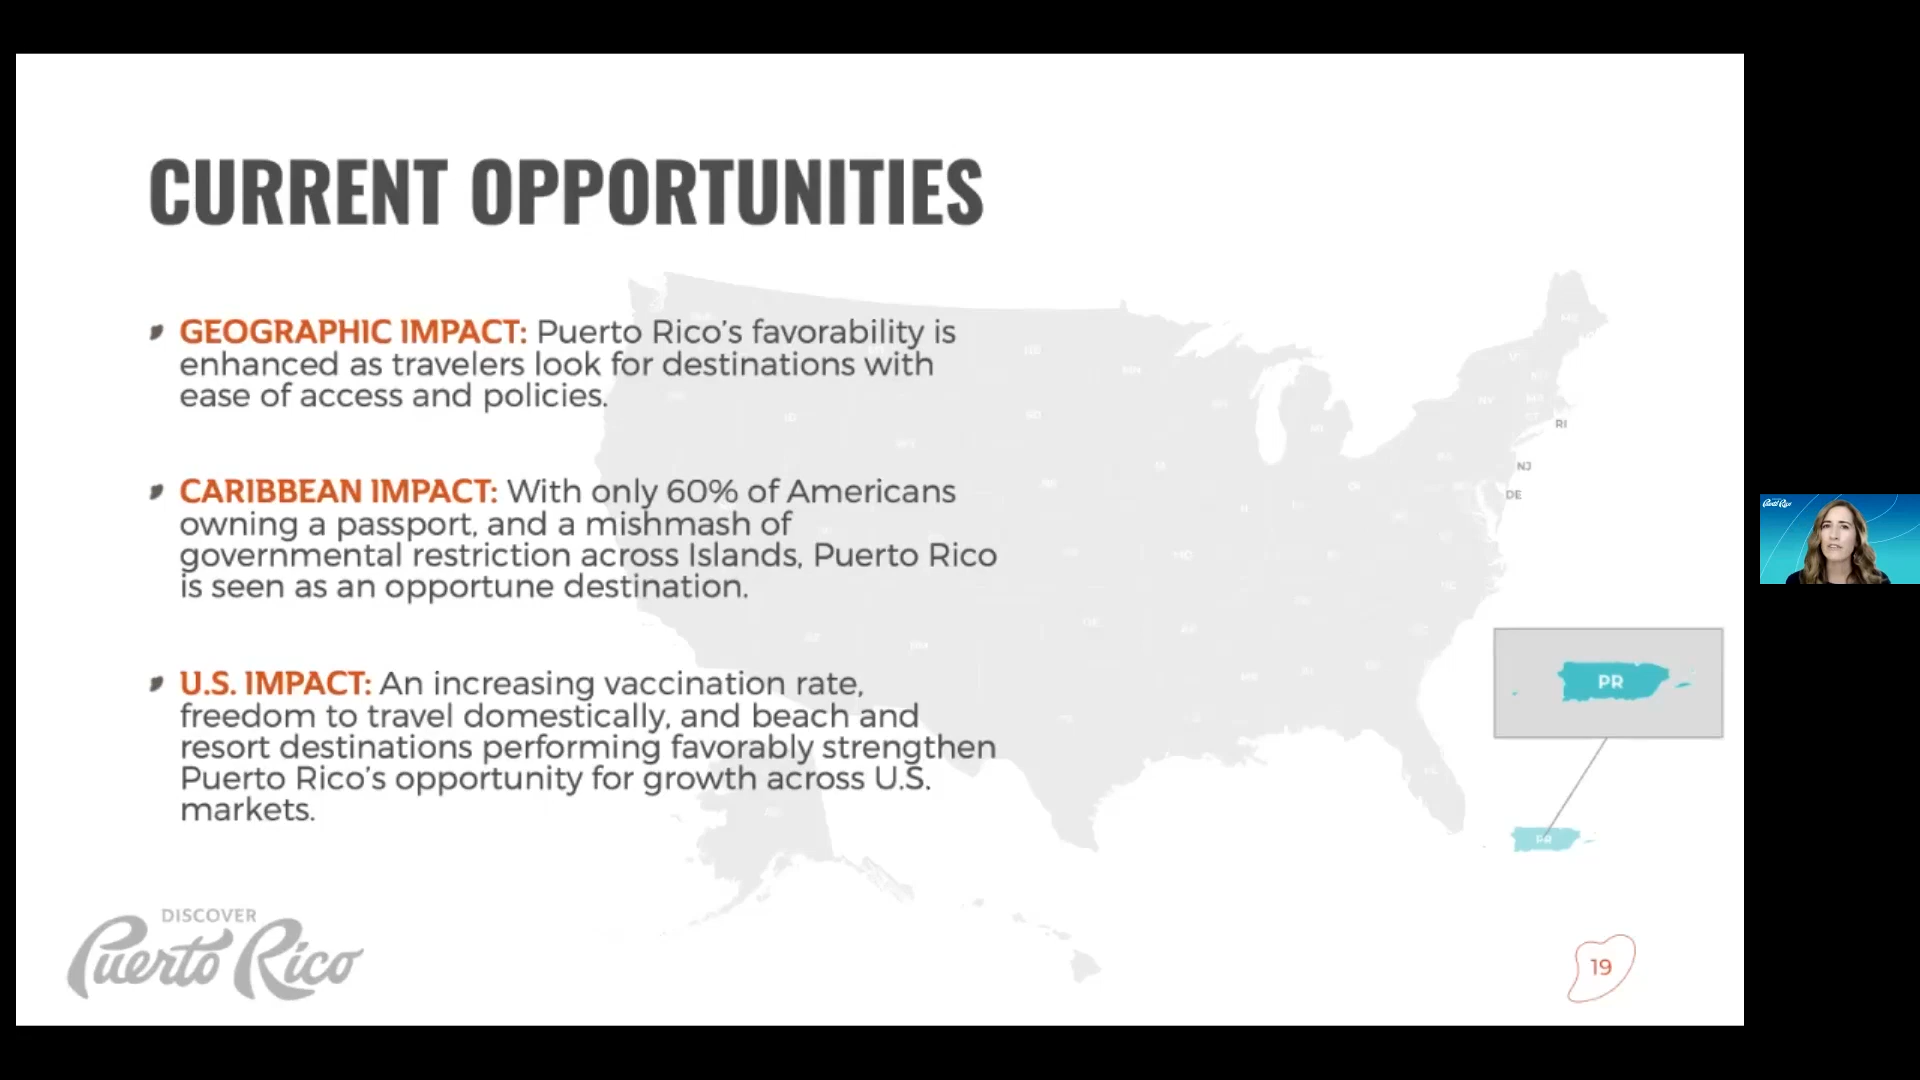 CURRENT OPPORTUNITIES
GEOGRAPHIC IMPACT: Puerto Rico's favorability is
enhanced as travelers look for destinations with
ease of access and policies.
CARIBBEAN IMPACT: With only 60% of Americans
owning a passport, and a mishmash of
governmental restriction across Islands, Puerto Rico
is seen as an opportune destination.
U.S. IMPACT: An increasing vaccination rate,
freedom to travel domestically, and beach and
resort destinations performing favorably strengthen
Puerto Rico's opportunity for growth across U.S.
markets.
RI
NJ
DE
PR
PR
DISCOVER
Puerto Rico
19
Puerto Rico